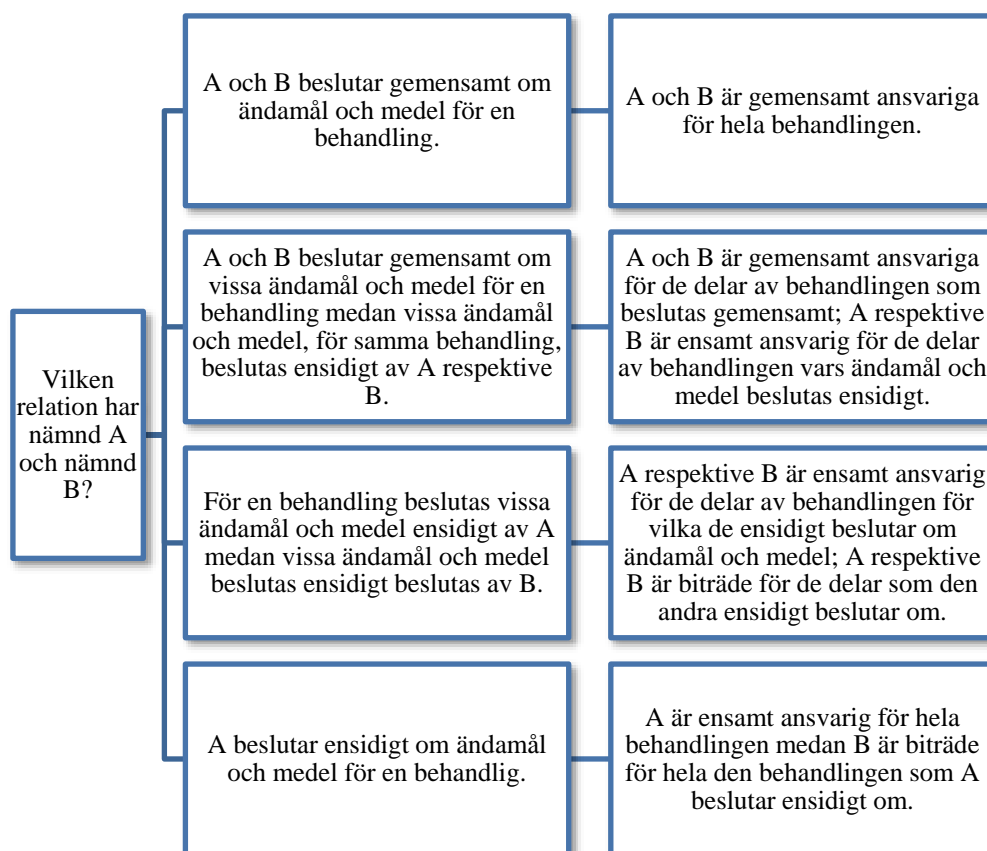 Vilken
relation har
nämnd A
och nämnd
B?
A och B beslutar gemensamt om
ändamål och medel för en
behandling.
A och B är gemensamt ansvariga
för hela behandlingen.
A och B beslutar gemensamt om
vissa ändamål och medel för en
behandling medan vissa ändamål
och medel, för samma behandling,
beslutas ensidigt av A respektive
B.
A och B är gemensamt ansvariga
för de delar av behandlingen som
beslutas gemensamt; A respektive
B är ensamt ansvarig för de delar
av behandlingen vars ändamål och
medel beslutas ensidigt.
För en behandling beslutas vissa
ändamål och medel ensidigt av A
medan vissa ändamål och medel
beslutas ensidigt beslutas av B.
A respektive B är ensamt ansvarig
för de delar av behandlingen för
vilka de ensidigt beslutar om
ändamål och medel; A respektive
B är biträde för de delar som den
andra ensidigt beslutar om.
A beslutar ensidigt om ändamål
och medel för en behandlig.
A är ensamt ansvarig för hela
behandlingen medan B är biträde
för hela den behandlingen som A
beslutar ensidigt om.